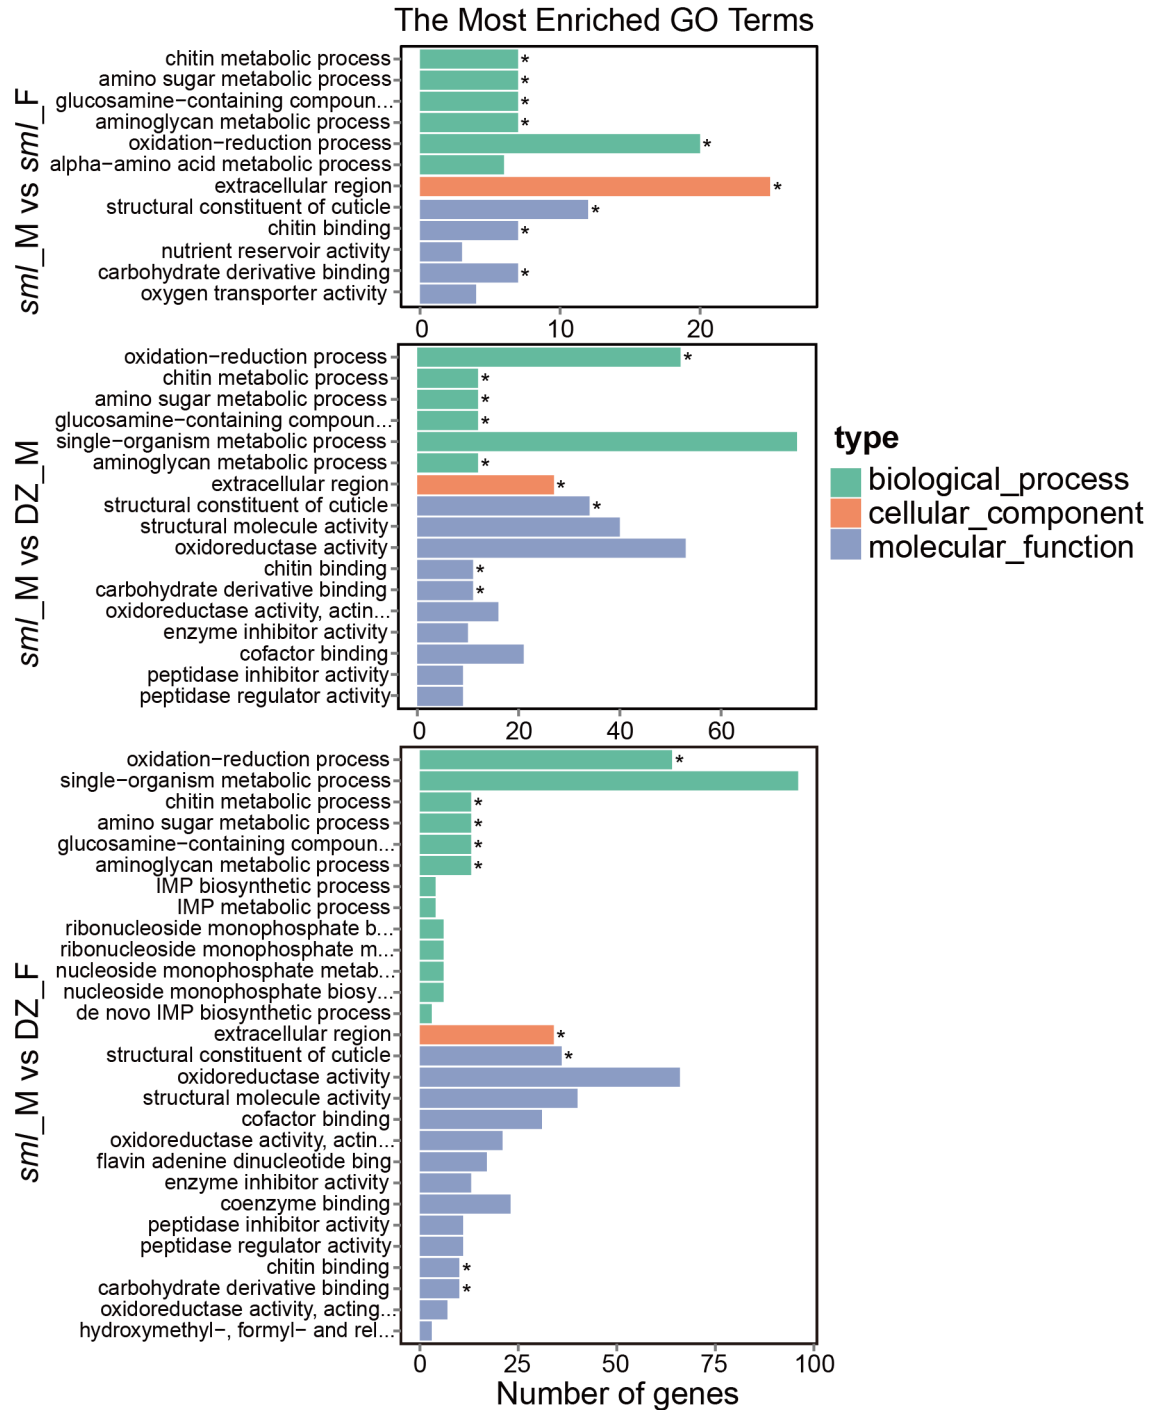 The Most Enriched GO Terms
sml_M vs sml_F
chitin metabolic process *
amino sugar metabolic process *
glucosamine−containing compoun... *
aminoglycan metabolic process *
oxidation−reduction process *
alpha−amino acid metabolic process
extracellular region *
structural constituent of cuticle *
chitin binding *
nutrient reservoir activity
carbohydrate derivative binding *
oxygen transporter activity
0 10 20
sml_M vs DZ_M
oxidation−reduction process *
chitin metabolic process *
amino sugar metabolic process *
glucosamine−containing compoun... *
single−organism metabolic process
aminoglycan metabolic process *
extracellular region *
structural constituent of cuticle *
structural molecule activity
oxidoreductase activity
chitin binding *
carbohydrate derivative binding *
oxidoreductase activity, actin...
enzyme inhibitor activity
cofactor binding
peptidase inhibitor activity
peptidase regulator activity
0 20 40 60
type
biological_process
cellular_component
molecular_function
sml_M vs DZ_F
oxidation−reduction process *
single−organism metabolic process
chitin metabolic process *
amino sugar metabolic process *
glucosamine−containing compoun... *
aminoglycan metabolic process *
IMP biosynthetic process
IMP metabolic process
ribonucleoside monophosphate b...
ribonucleoside monophosphate m...
nucleoside monophosphate metab...
nucleoside monophosphate biosy...
de novo IMP biosynthetic process
extracellular region *
structural constituent of cuticle *
oxidoreductase activity
structural molecule activity
cofactor binding
oxidoreductase activity, actin...
flavin adenine dinucleotide bing
enzyme inhibitor activity
coenzyme binding
peptidase inhibitor activity
peptidase regulator activity
chitin binding *
carbohydrate derivative binding *
oxidoreductase activity, acting...
hydroxymethyl−, formyl− and rel...
0 25 50 75 100
Number of genes